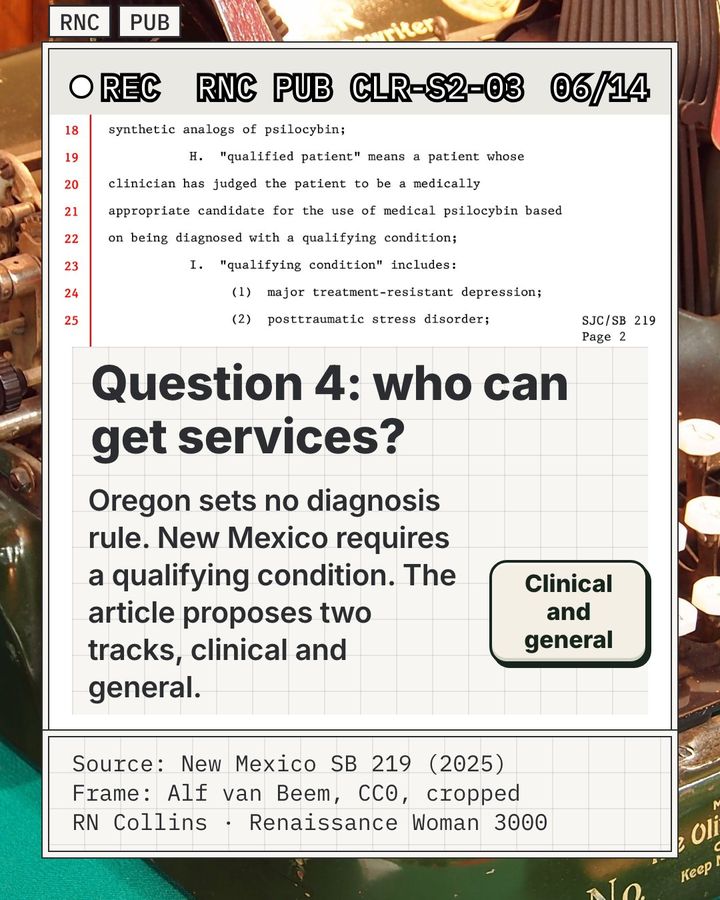 RNC PUB
REC RNC PUB CLR-S2-03 06/14
18 synthetic analogs of psilocybin;
19 H. "qualified patient" means a patient whose
20 clinician has judged the patient to be a medically
21 appropriate candidate for the use of medical psilocybin based
22 on being diagnosed with a qualifying condition;
23 I. "qualifying condition" includes:
24 (1) major treatment-resistant depression;
25 (2) posttraumatic stress disorder;
SJC/SB 219
Page 2
Question 4: who can
get services?
Oregon sets no diagnosis
rule. New Mexico requires
a qualifying condition. The
article proposes two
tracks, clinical and
general.
Clinical
and
general
Source: New Mexico SB 219 (2025)
Frame: Alf van Beem, CC0, cropped
RN Collins · Renaissance Woman 3000
No